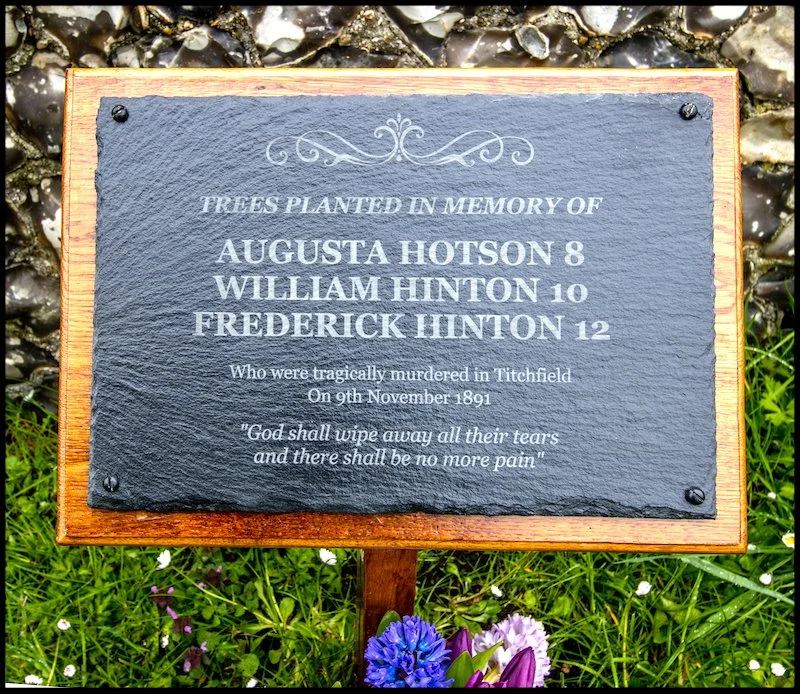 TREES PLANTED IN MEMORY OF
AUGUSTA HOTSON 8
WILLIAM HINTON 10
FREDERICK HINTON 12
Who were tragically murdered in Titchfield
On 9th November 1891
"God shall wipe away all their tears
and there shall be no more pain"